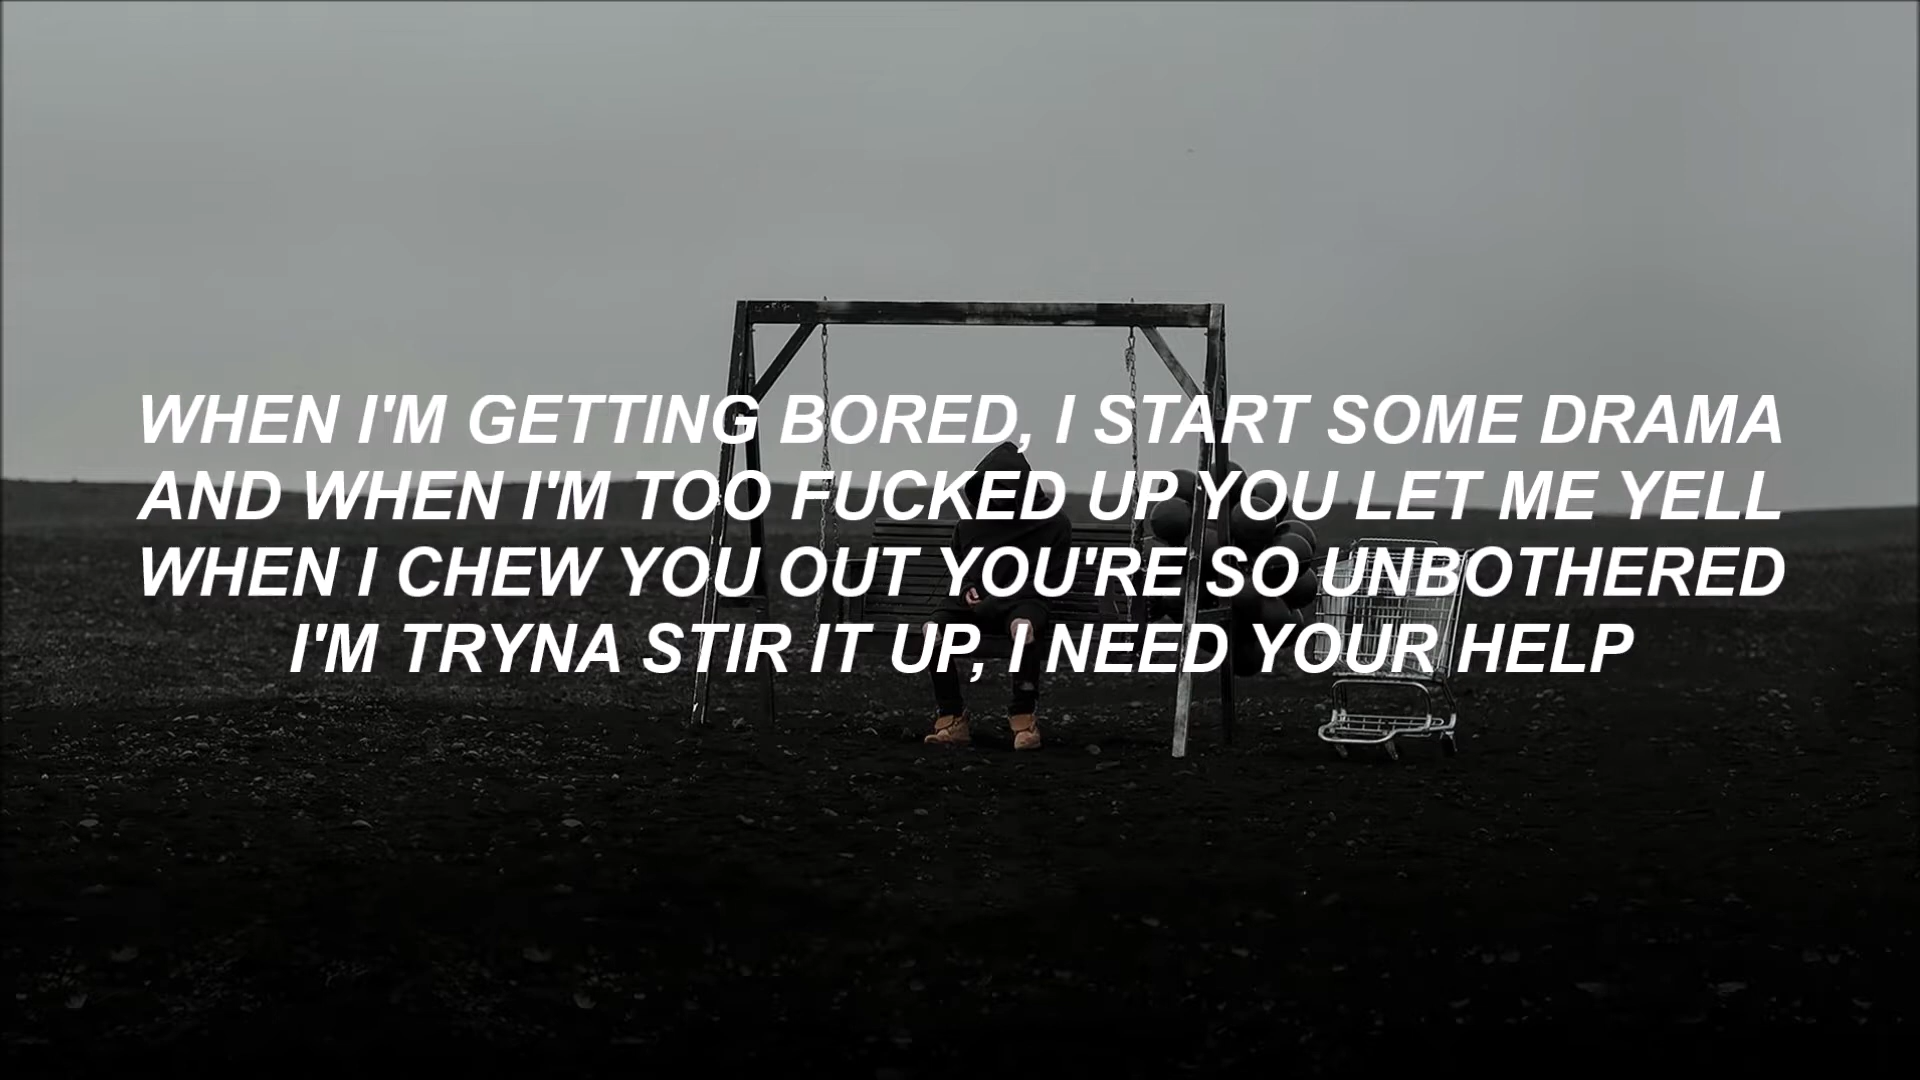 WHEN I'M GETTING BORED, I START SOME DRAMA
AND WHEN I'M TOO FUCKED UP YOU LET ME YELL
WHEN I CHEW YOU OUT YOU'RE SO UNBOTHERED
I'M TRYNA STIR IT UP, I NEED YOUR HELP